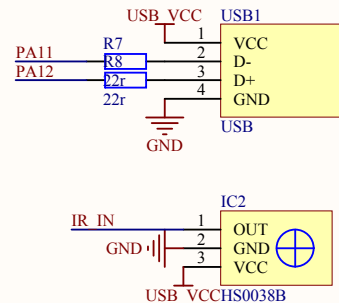 USB_VCC USB1
1 VCC
PA11 R7 2 D-
PA12 R8 3 D+
22r 4 GND
22r
USB
GND
IC2
IR_IN 1 OUT
GND 2 GND
3 VCC
USB_VCC HS0038B